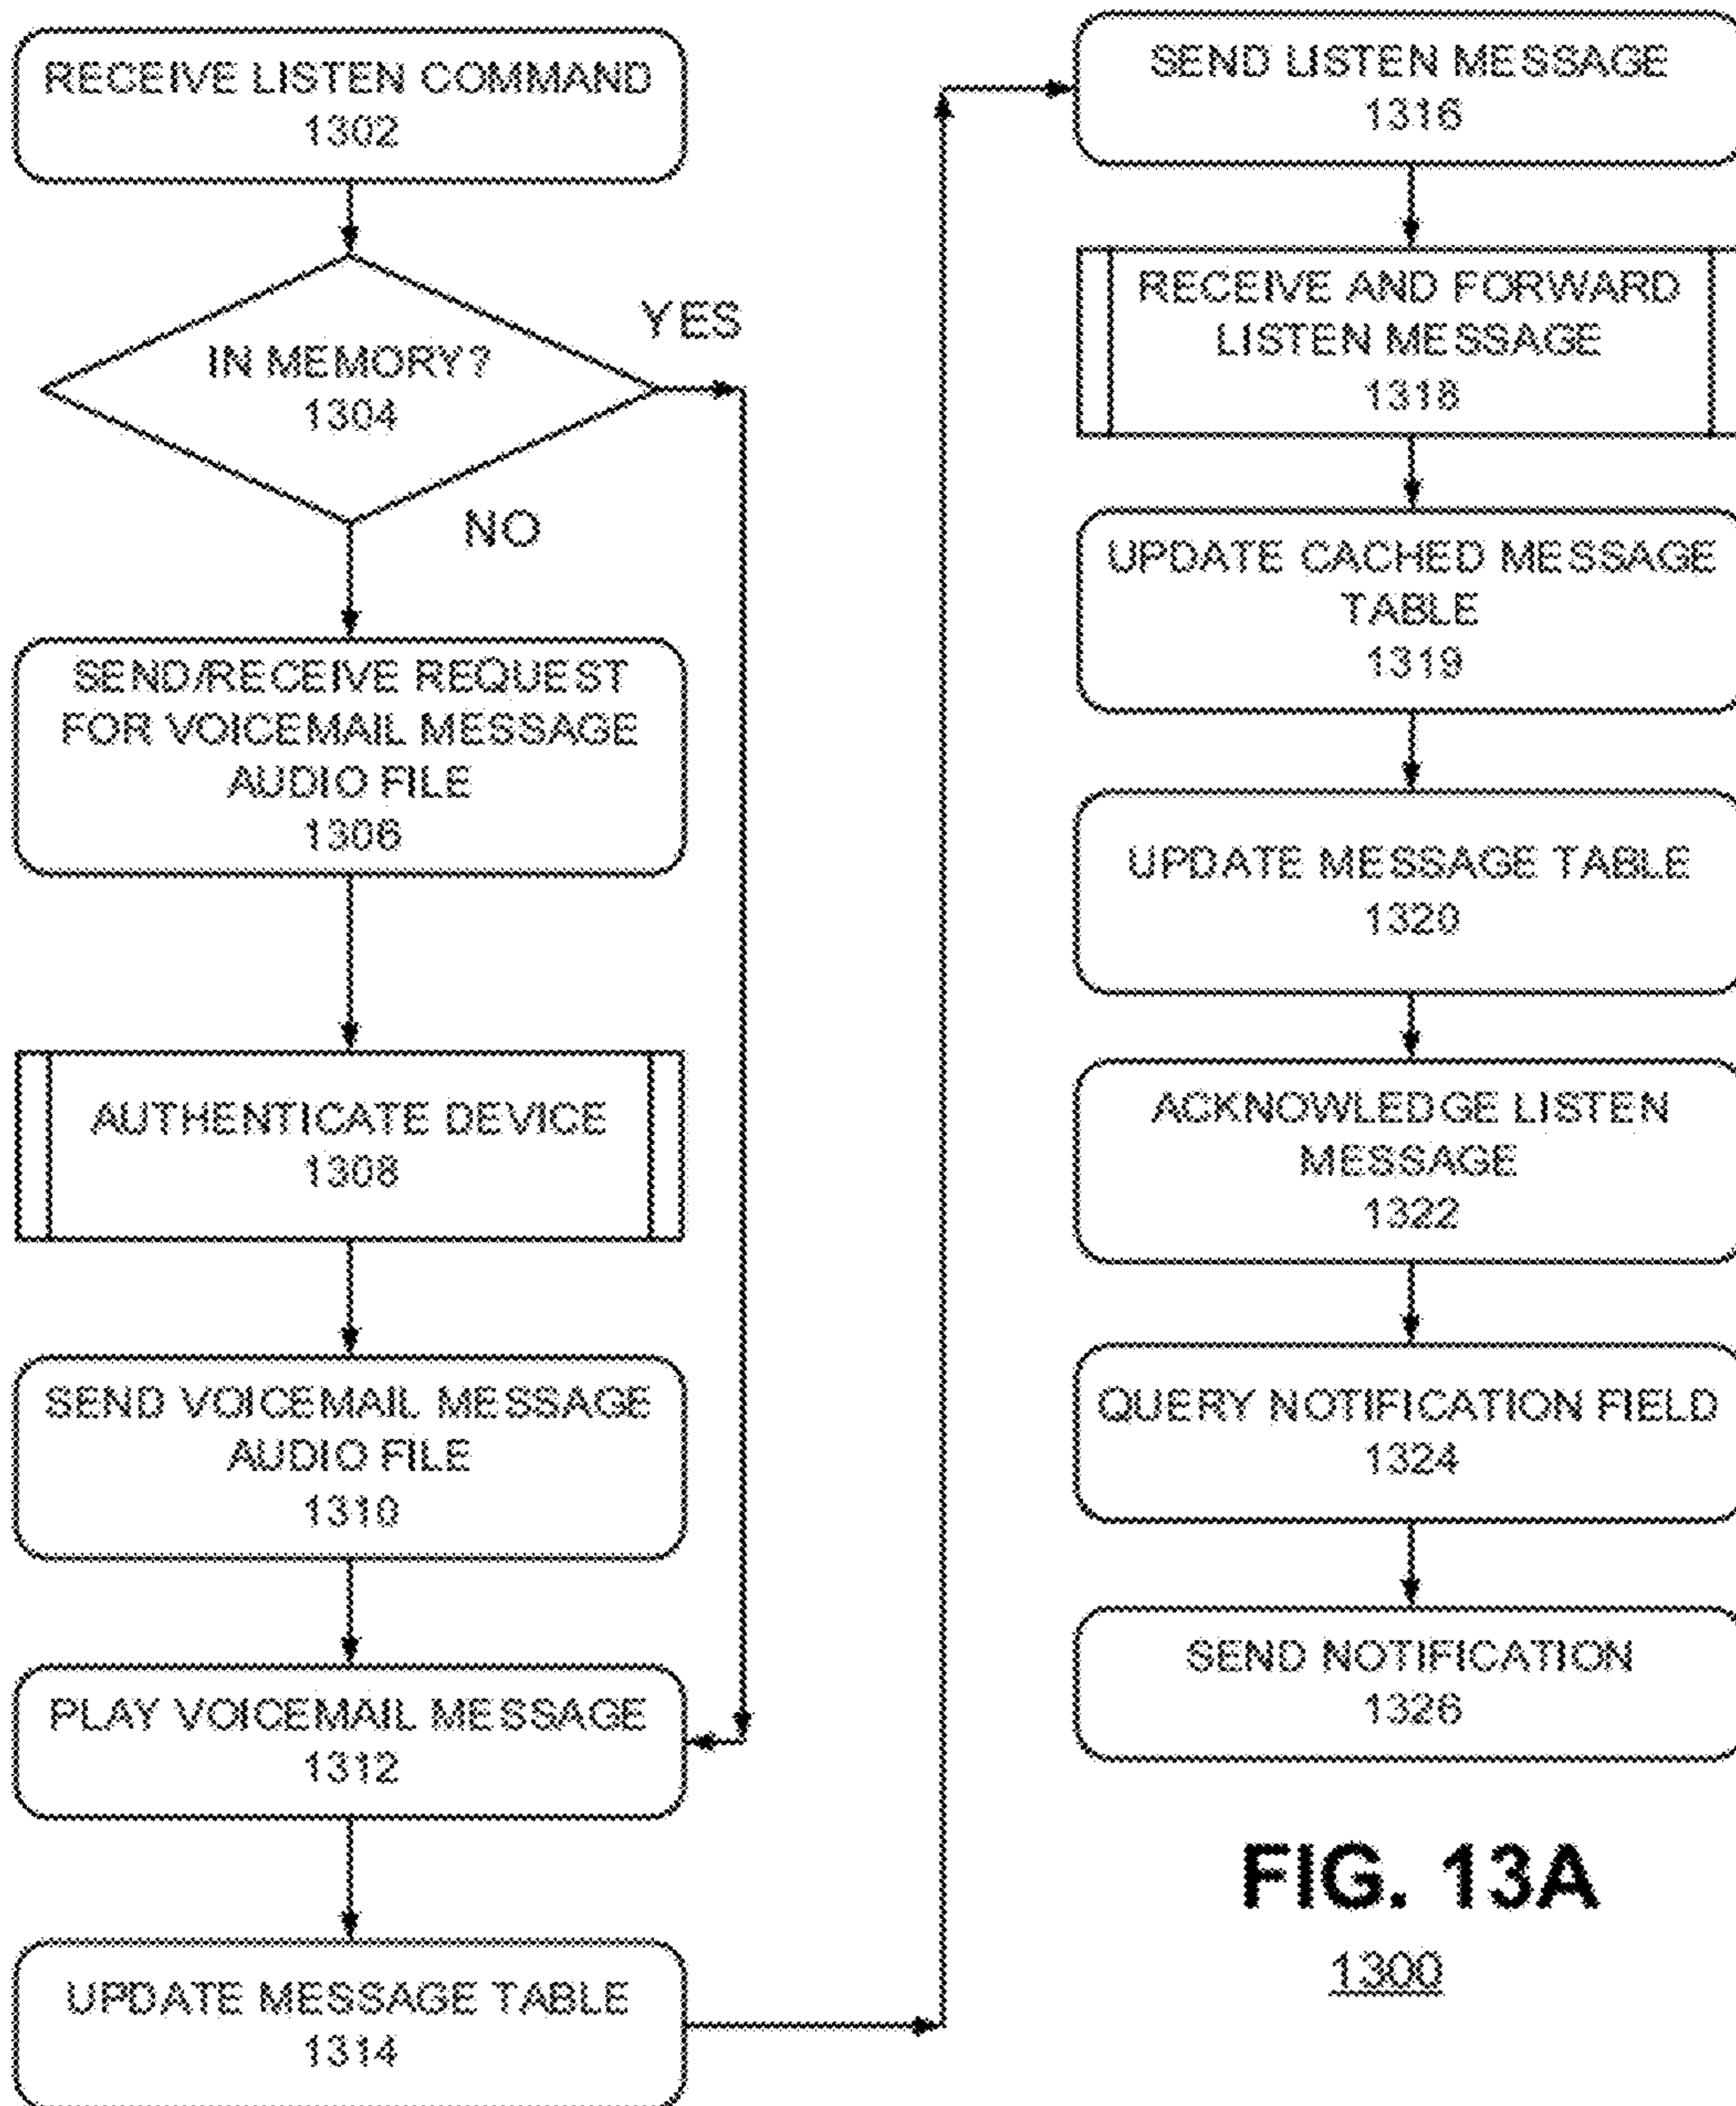 RECEIVE LISTEN COMMAND
1302
IN MEMORY?
1304
YES
NO
SEND/RECEIVE REQUEST
FOR VOICEMAIL MESSAGE
AUDIO FILE
1306
AUTHENTICATE DEVICE
1308
SEND VOICEMAIL MESSAGE
AUDIO FILE
1310
PLAY VOICEMAIL MESSAGE
1312
UPDATE MESSAGE TABLE
1314
SEND LISTEN MESSAGE
1316
RECEIVE AND FORWARD
LISTEN MESSAGE
1318
UPDATE CACHED MESSAGE
TABLE
1319
UPDATE MESSAGE TABLE
1320
ACKNOWLEDGE LISTEN
MESSAGE
1322
QUERY NOTIFICATION FIELD
1324
SEND NOTIFICATION
1326
FIG. 13A
1300